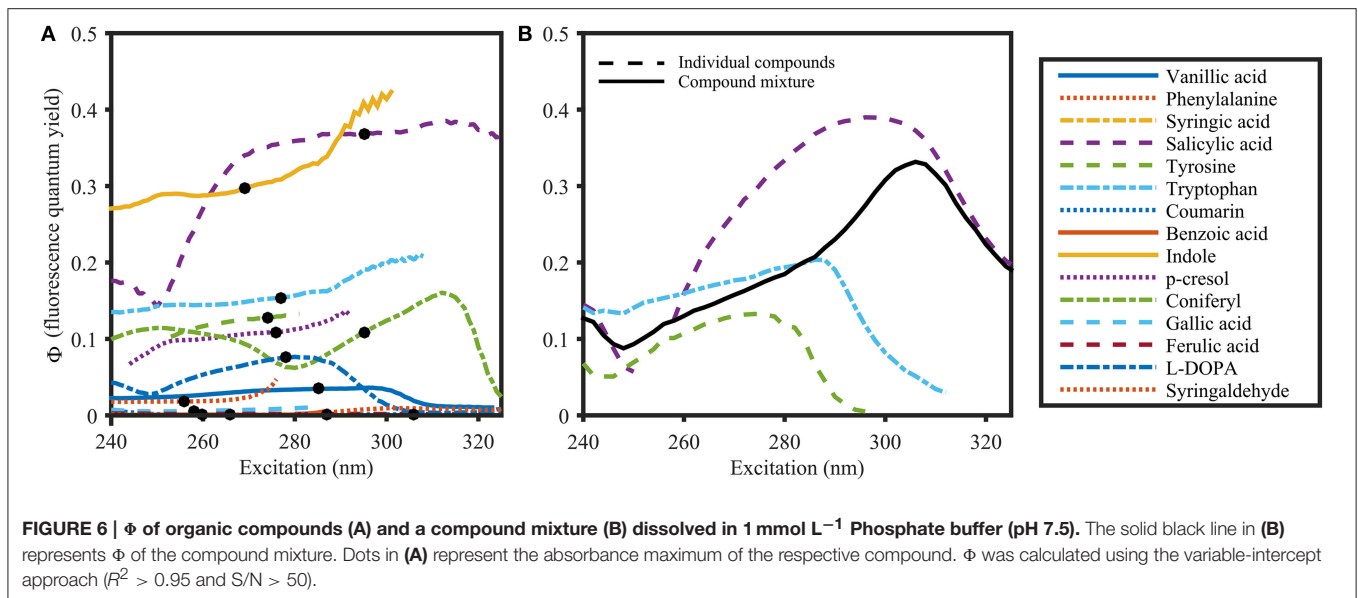 A
B
0.5
0.4
0.3
0.2
0.1
0
Φ (fluorescence quantum yield)
240
260
280
300
320
Excitation (nm)
0.5
0.4
0.3
0.2
0.1
0
240
260
280
300
320
Excitation (nm)
Individual compounds
Compound mixture
Vanillic acid
Phenylalanine
Syringic acid
Salicylic acid
Tyrosine
Tryptophan
Coumarin
Benzoic acid
Indole
p-cresol
Coniferyl
Gallic acid
Ferulic acid
L-DOPA
Syringaldehyde
FIGURE 6 | Φ of organic compounds (A) and a compound mixture (B) dissolved in 1 mmol L⁻¹ Phosphate buffer (pH 7.5). The solid black line in (B)
represents Φ of the compound mixture. Dots in (A) represent the absorbance maximum of the respective compound. Φ was calculated using the variable-intercept
approach (R² > 0.95 and S/N > 50).